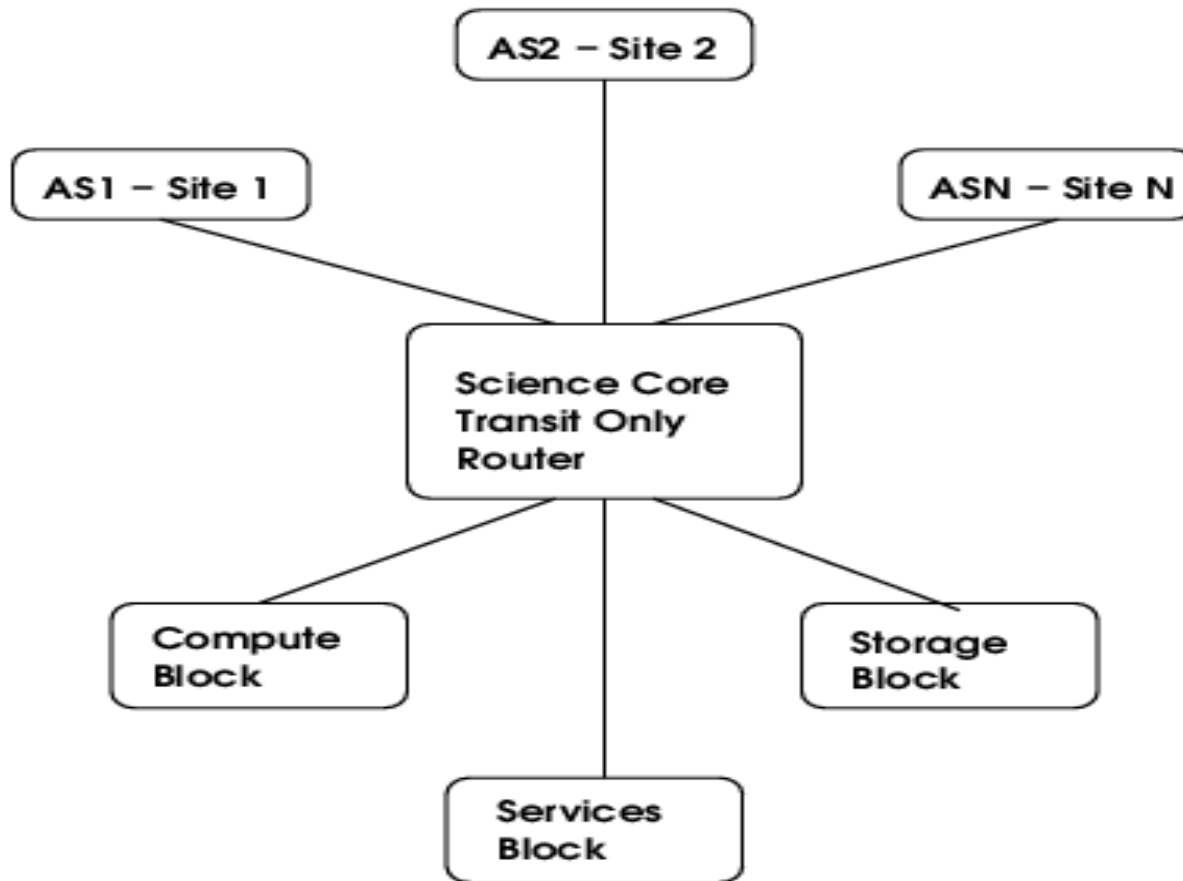 AS2 – Site 2
AS1 – Site 1
ASN – Site N
Science Core
Transit Only
Router
Compute
Block
Storage
Block
Services
Block